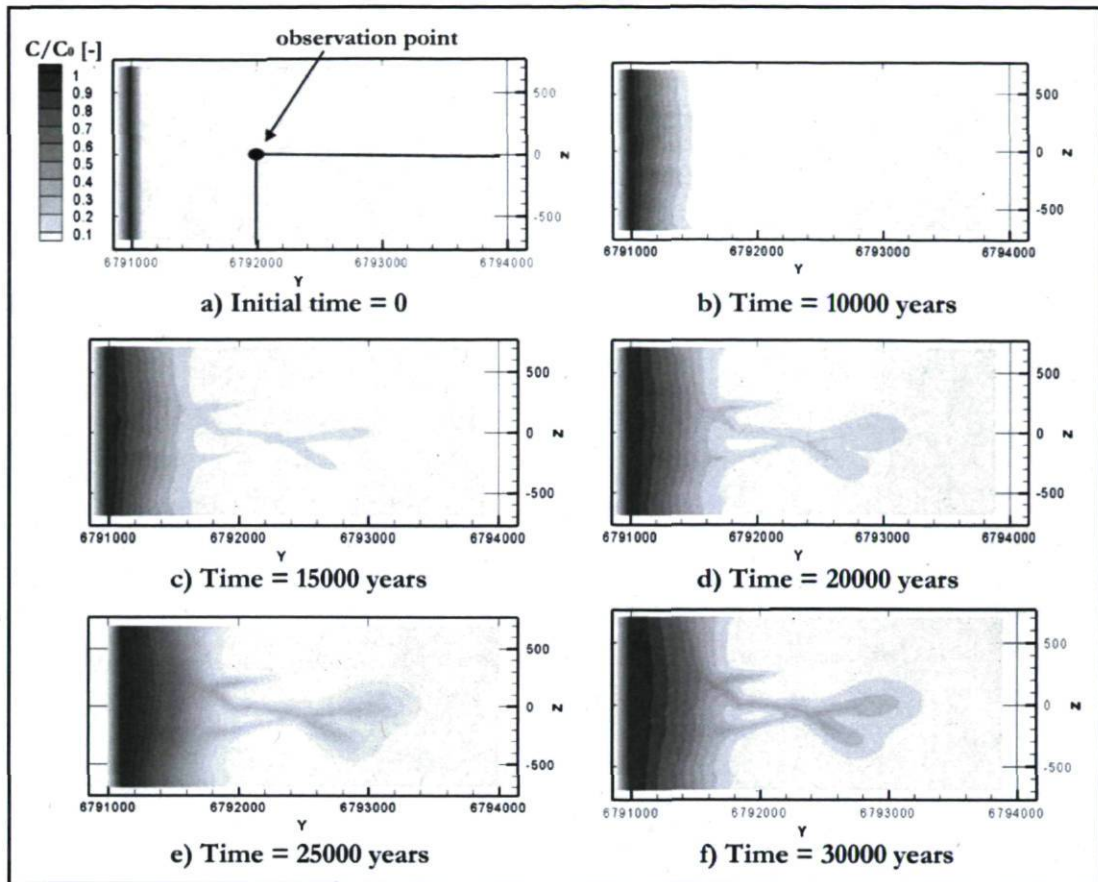 observation point
C/C₀ [-]
1
0.9
0.8
0.7
0.6
0.5
0.4
0.3
0.2
0.1
500
0
-500
Z
6791000 6792000 6793000 6794000
Y
a) Initial time = 0
500
0
-500
Z
6791000 6792000 6793000 6794000
Y
b) Time = 10000 years
500
0
-500
Z
6791000 6792000 6793000 6794000
Y
c) Time = 15000 years
500
0
-500
Z
6791000 6792000 6793000 6794000
Y
d) Time = 20000 years
500
0
-500
Z
6791000 6792000 6793000 6794000
Y
e) Time = 25000 years
500
0
-500
Z
6791000 6792000 6793000 6794000
Y
f) Time = 30000 years